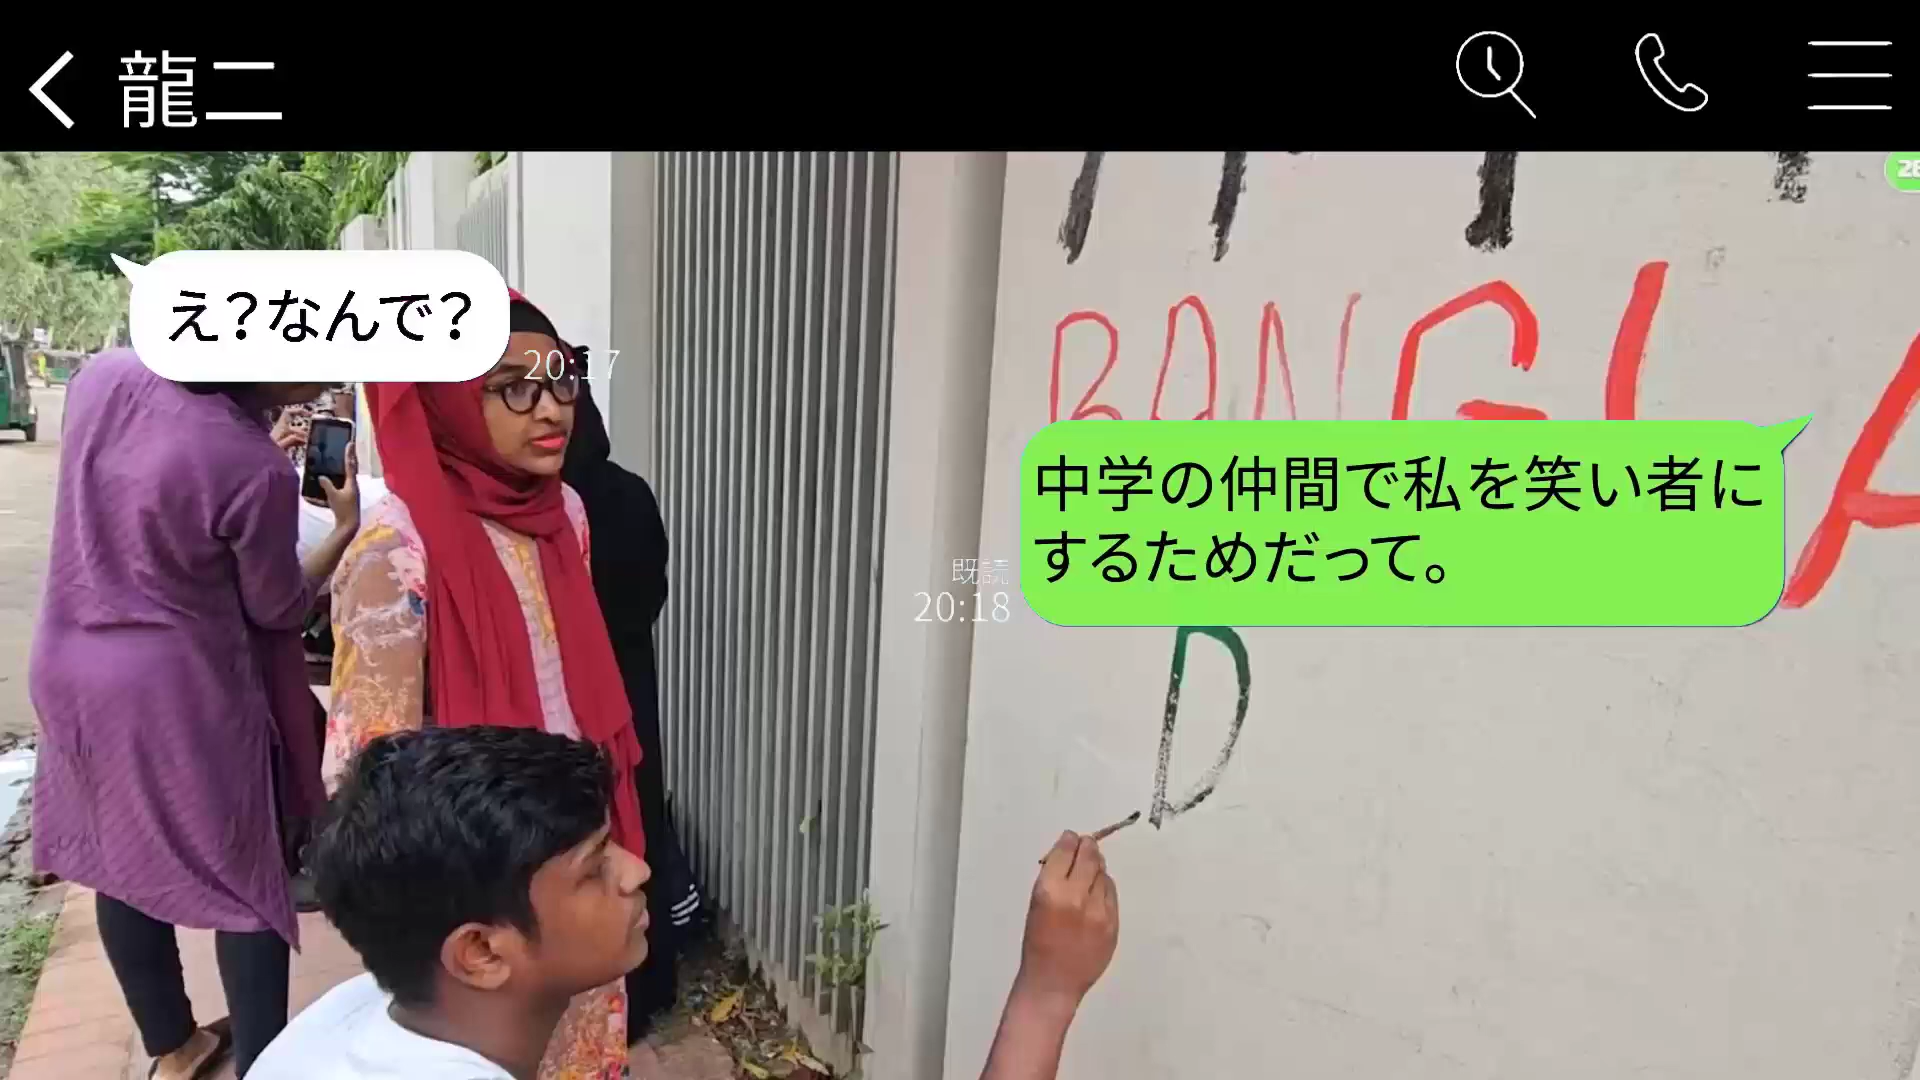 龍二
え?なんで?
20:17
BANGLA
中学の仲間で私を笑い者に
するためだって。
既読
20:18
D